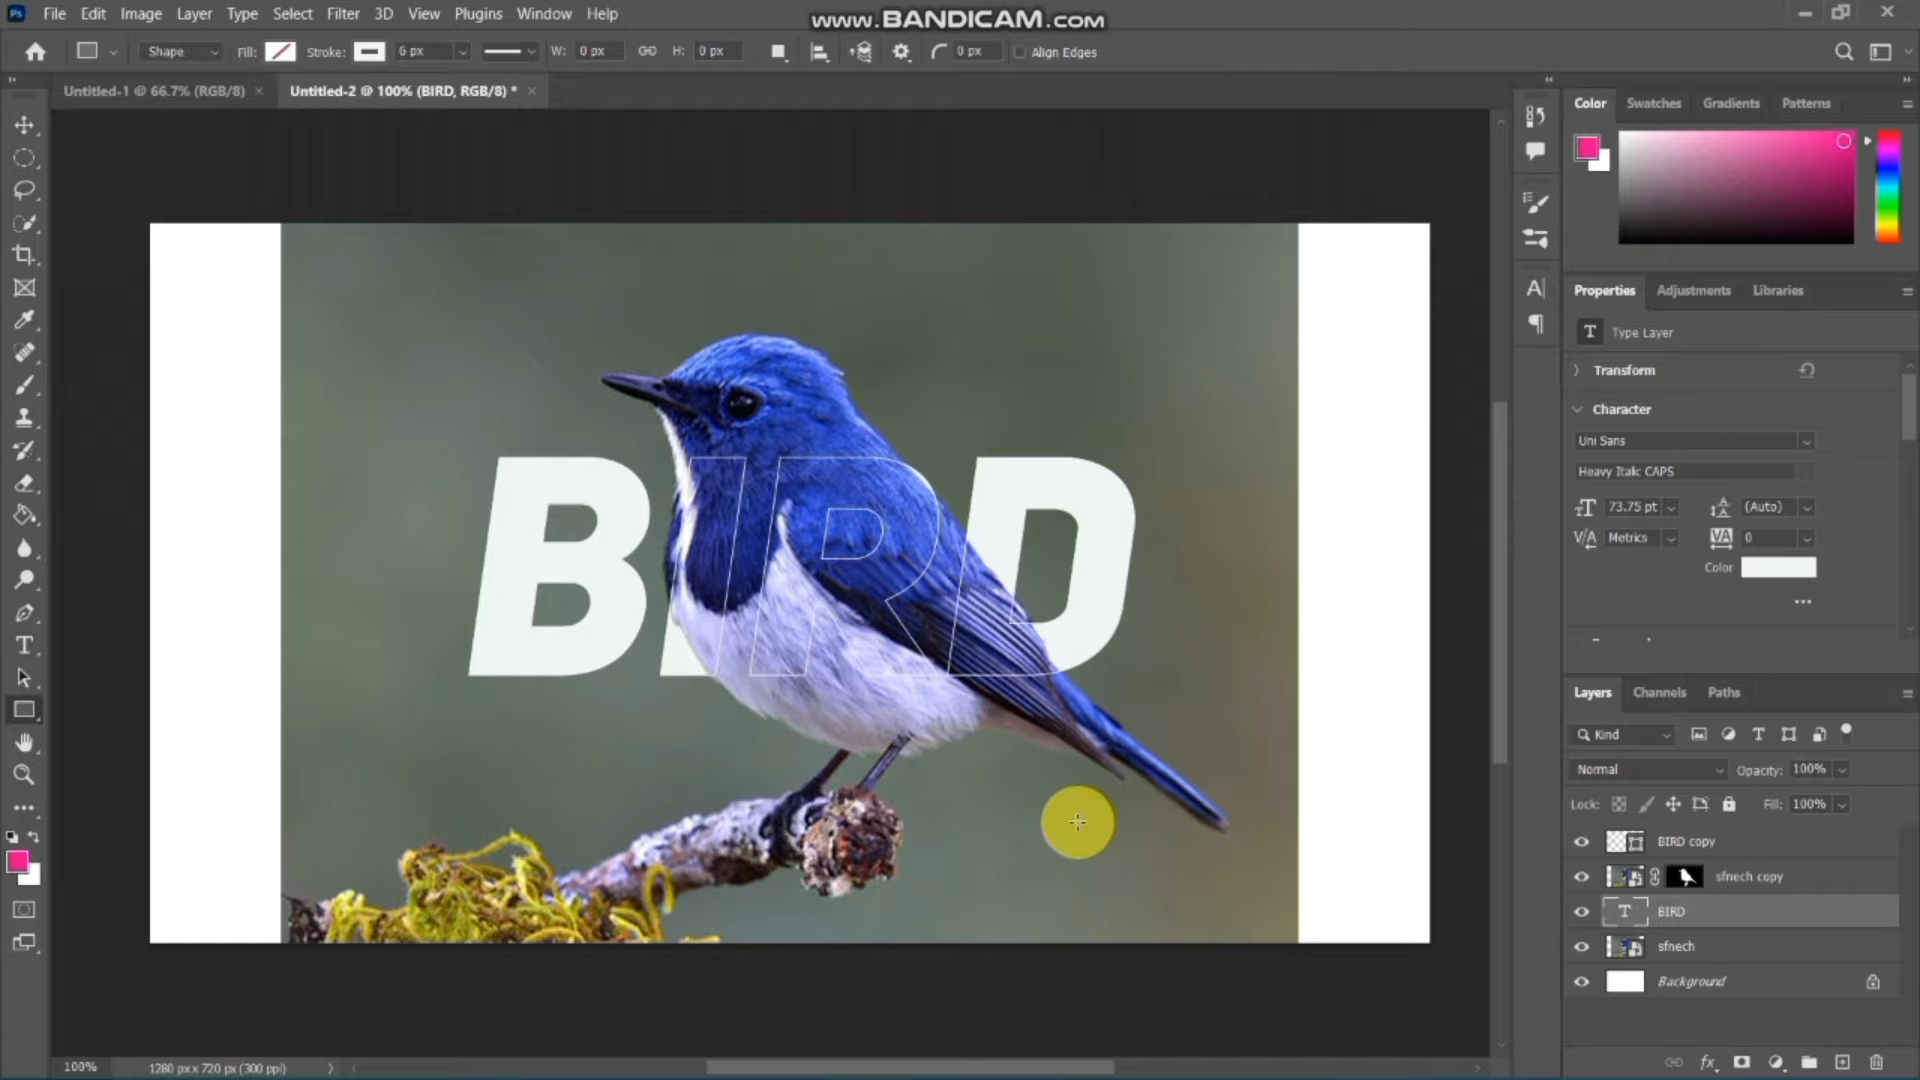 Ps File Edit Image Layer Type Select Filter 3D View Plugins Window Help
www.BANDICAM.com
Shape Fill: Stroke: 6 px W: 0 px H: 0 px 0 px Align Edges
Untitled-1 @ 66.7% (RGB/8) × Untitled-2 @ 100% (BIRD, RGB/8) * ×
Color Swatches Gradients Patterns
Properties Adjustments Libraries
T Type Layer
Transform
Character
Uni Sans
Heavy Italic CAPS
73.75 pt (Auto)
Metrics 0
Color
BIRD
Layers Channels Paths
Kind
Normal Opacity: 100%
Lock: Fill: 100%
BIRD copy
sfnech copy
T BIRD
sfnech
Background
100% 1280 px x 720 px (300 ppi)
fx